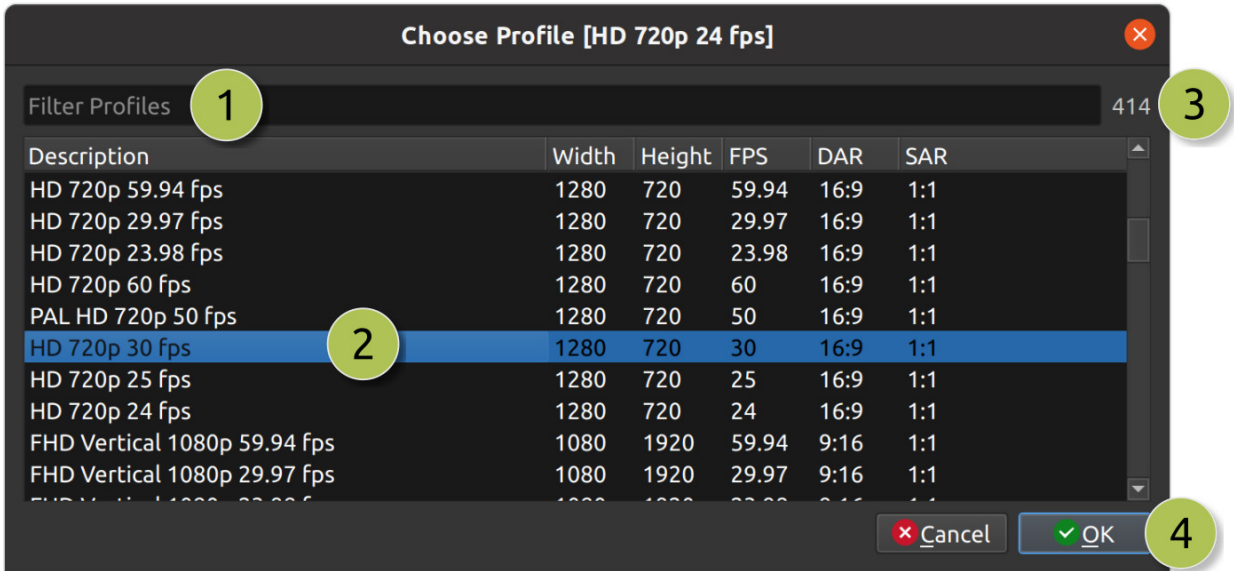 Choose Profile [HD 720p 24 fps]
Filter Profiles 1 414 3
Description Width Height FPS DAR SAR
HD 720p 59.94 fps 1280 720 59.94 16:9 1:1
HD 720p 29.97 fps 1280 720 29.97 16:9 1:1
HD 720p 23.98 fps 1280 720 23.98 16:9 1:1
HD 720p 60 fps 1280 720 60 16:9 1:1
PAL HD 720p 50 fps 1280 720 50 16:9 1:1
HD 720p 30 fps 2 1280 720 30 16:9 1:1
HD 720p 25 fps 1280 720 25 16:9 1:1
HD 720p 24 fps 1280 720 24 16:9 1:1
FHD Vertical 1080p 59.94 fps 1080 1920 59.94 9:16 1:1
FHD Vertical 1080p 29.97 fps 1080 1920 29.97 9:16 1:1
Cancel OK 4